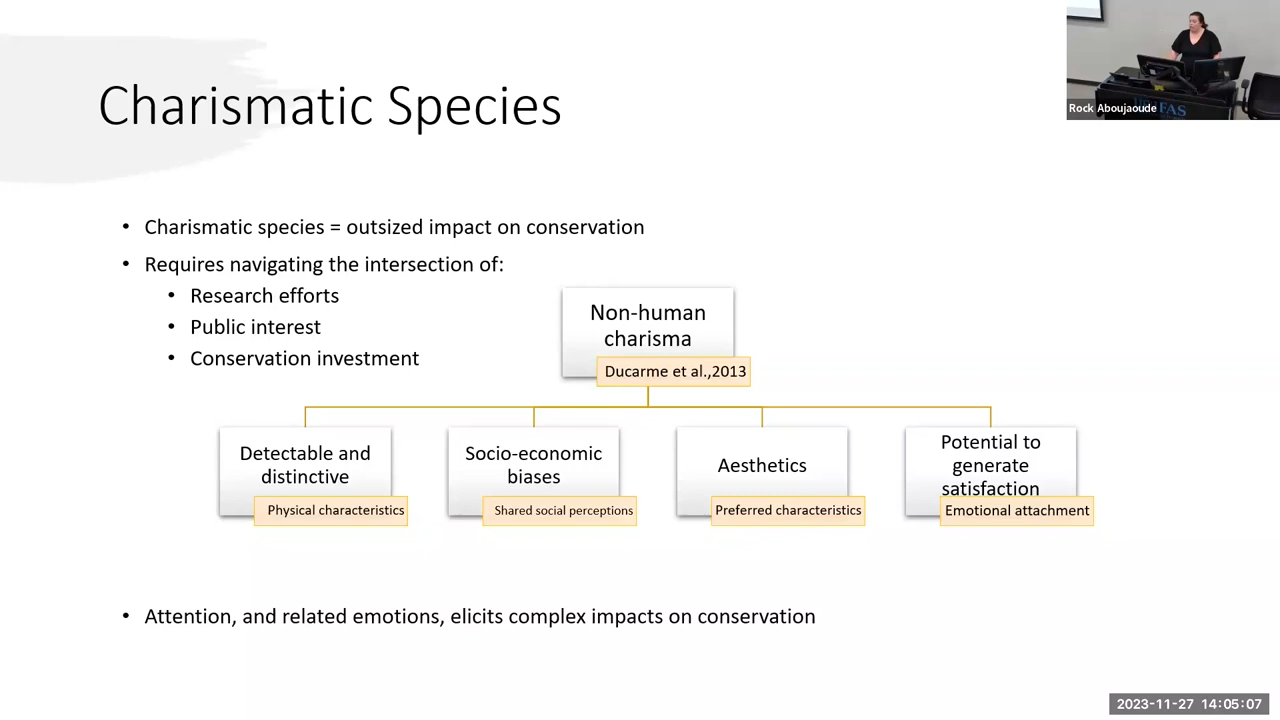 Charismatic Species
Rock Aboujaoude
FAS
• Charismatic species = outsized impact on conservation
• Requires navigating the intersection of:
• Research efforts
• Public interest
• Conservation investment
Non-human
charisma
Ducarme et al.,2013
Detectable and
distinctive
Physical characteristics
Socio-economic
biases
Shared social perceptions
Aesthetics
Preferred characteristics
Potential to
generate
satisfaction
Emotional attachment
• Attention, and related emotions, elicits complex impacts on conservation
2023-11-27 14:05:07